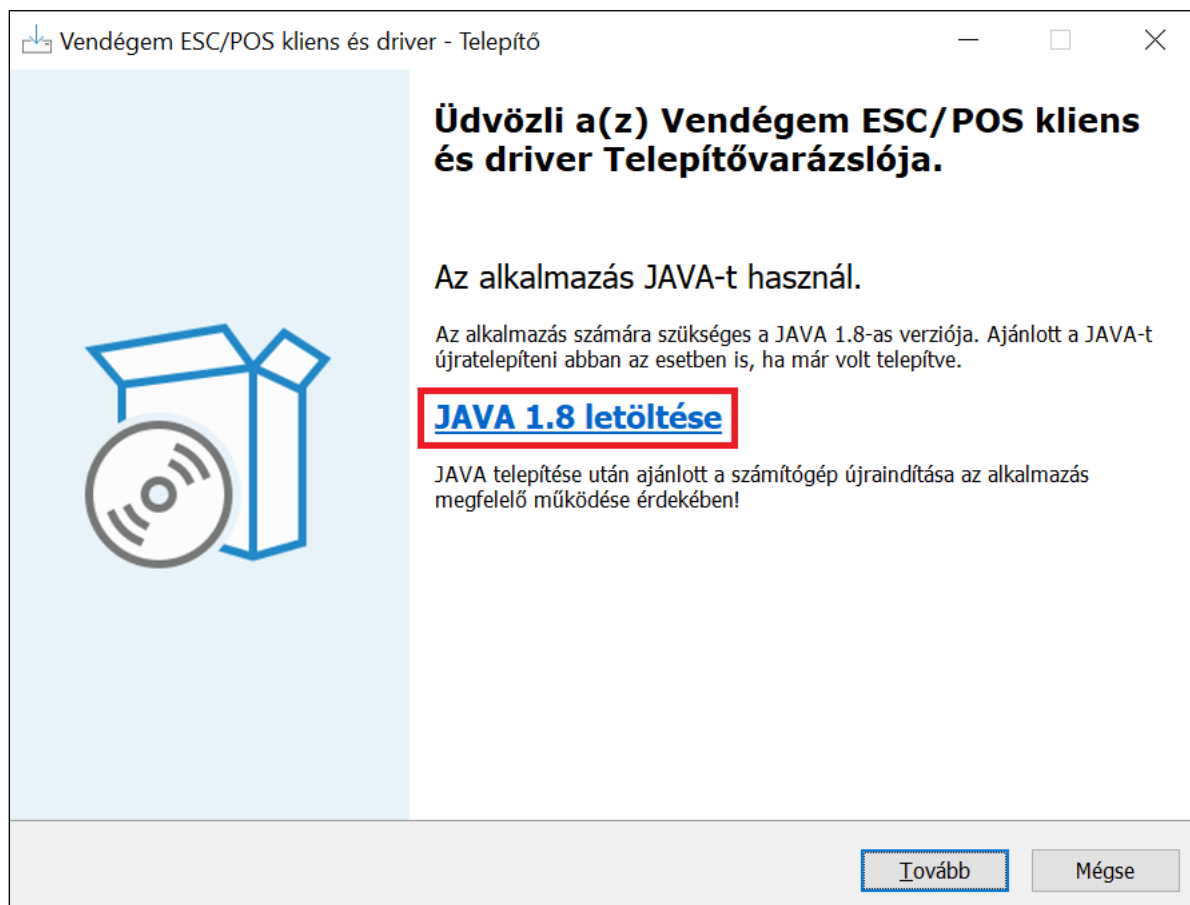 Vendégem ESC/POS kliens és driver - Telepítő
Üdvözli a(z) Vendégem ESC/POS kliens
és driver Telepítővarázslója.
Az alkalmazás JAVA-t használ.
Az alkalmazás számára szükséges a JAVA 1.8-as verziója. Ajánlott a JAVA-t
újratelepíteni abban az esetben is, ha már volt telepítve.
JAVA 1.8 letöltése
JAVA telepítése után ajánlott a számítógép újraindítása az alkalmazás
megfelelő működése érdekében!
Tovább
Mégse